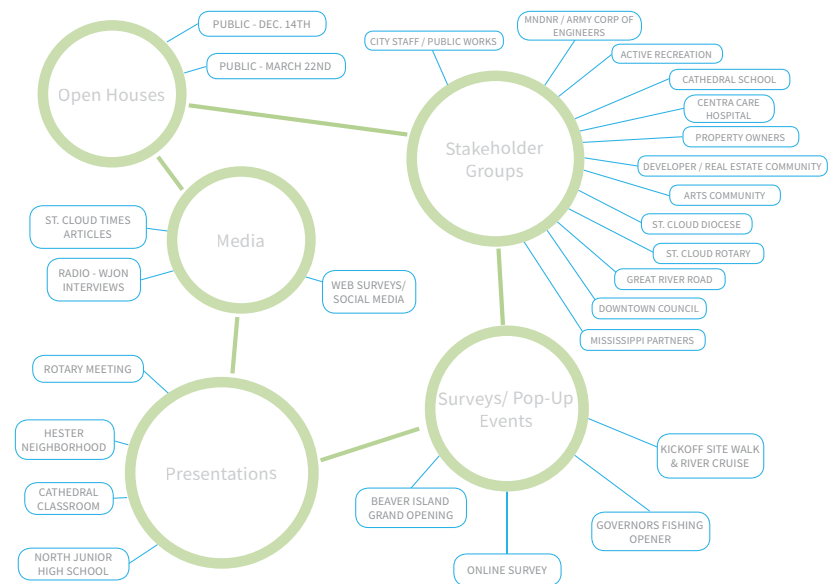 Open Houses
PUBLIC - DEC. 14TH
PUBLIC - MARCH 22ND
Stakeholder
Groups
CITY STAFF / PUBLIC WORKS
MNDNR / ARMY CORP OF
ENGINEERS
ACTIVE RECREATION
CATHEDRAL SCHOOL
CENTRA CARE
HOSPITAL
PROPERTY OWNERS
DEVELOPER / REAL ESTATE COMMUNITY
ARTS COMMUNITY
ST. CLOUD DIOCESE
ST. CLOUD ROTARY
GREAT RIVER ROAD
DOWNTOWN COUNCIL
MISSISSIPPI PARTNERS
Media
ST. CLOUD TIMES
ARTICLES
RADIO - WJON
INTERVIEWS
WEB SURVEYS/
SOCIAL MEDIA
Presentations
ROTARY MEETING
HESTER
NEIGHBORHOOD
CATHEDRAL
CLASSROOM
NORTH JUNIOR
HIGH SCHOOL
Surveys/ Pop-Up
Events
BEAVER ISLAND
GRAND OPENING
ONLINE SURVEY
GOVERNORS FISHING
OPENER
KICKOFF SITE WALK
& RIVER CRUISE